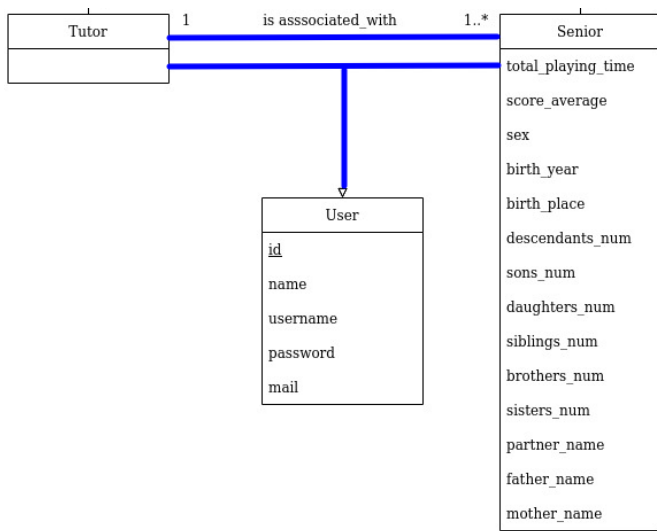 Tutor
1
is asssociated_with
1..*
Senior
total_playing_time
score_average
sex
birth_year
birth_place
descendants_num
sons_num
daughters_num
siblings_num
brothers_num
sisters_num
partner_name
father_name
mother_name
User
id
name
username
password
mail